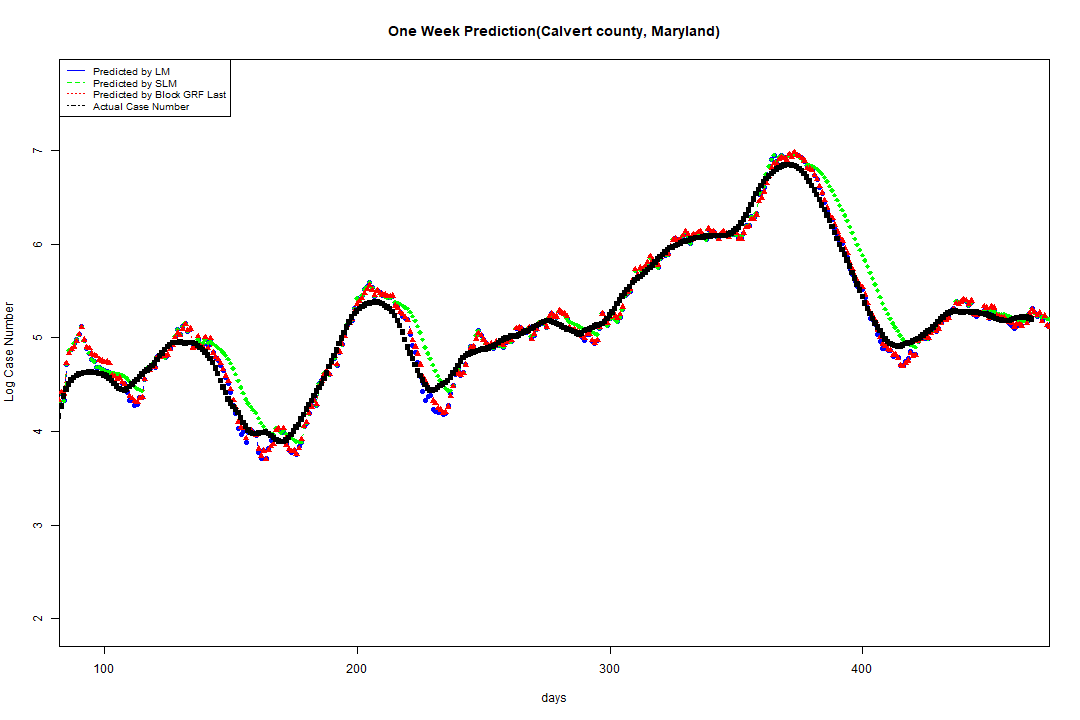 One Week Prediction(Calvert county, Maryland)
Predicted by LM
Predicted by SLM
Predicted by Block GRF Last
Actual Case Number
Log Case Number
7
6
5
4
3
2
100 200 300 400
days